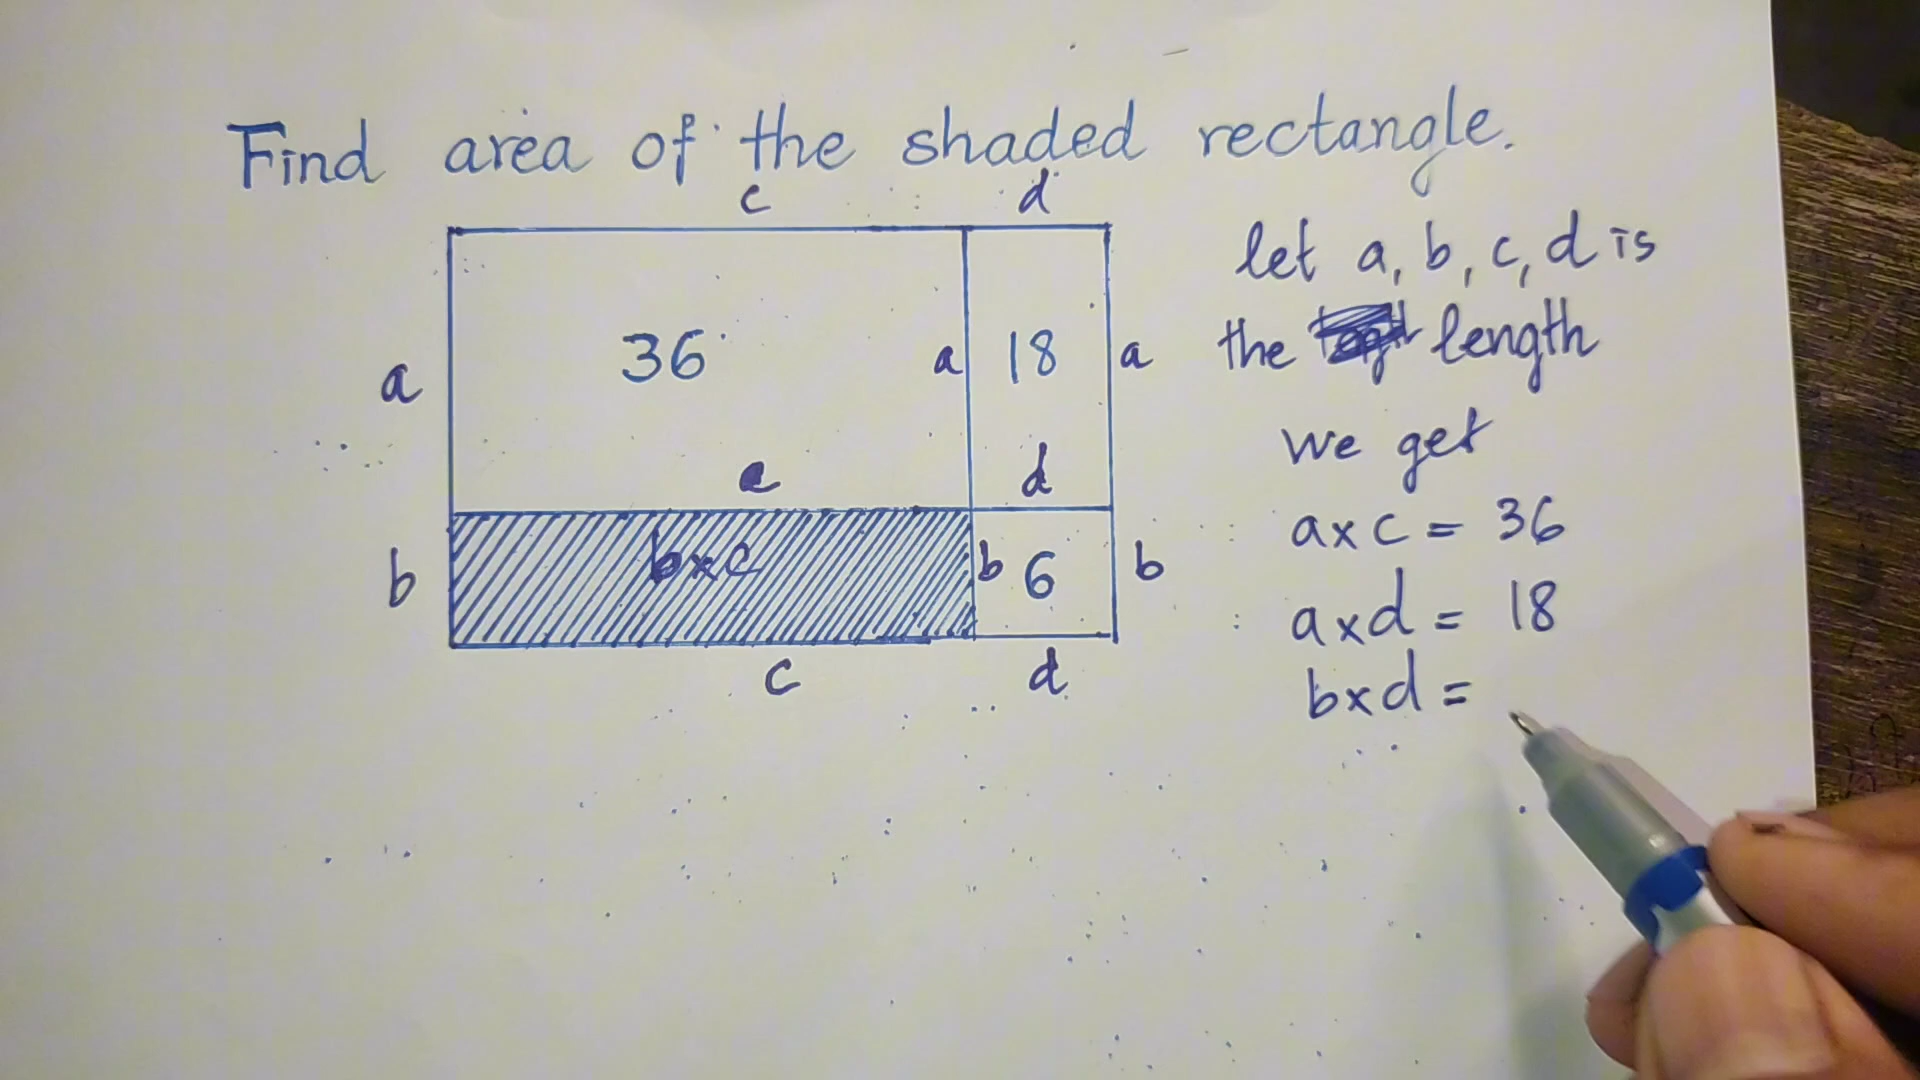 Find area of the shaded rectangle.
c d
let a, b, c, d is
36 a 18 a
a
the length
c d
we get
a x c = 36
b x c b 6 b
b
a x d = 18
c d
b x d =